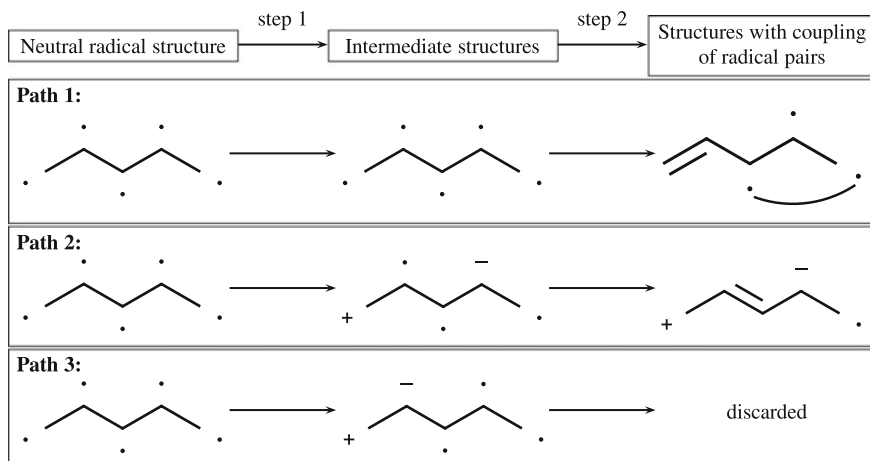 step 1
step 2
Neutral radical structure
Intermediate structures
Structures with coupling
of radical pairs
Path 1:
Path 2:
+
−
+
−
Path 3:
+
−
discarded